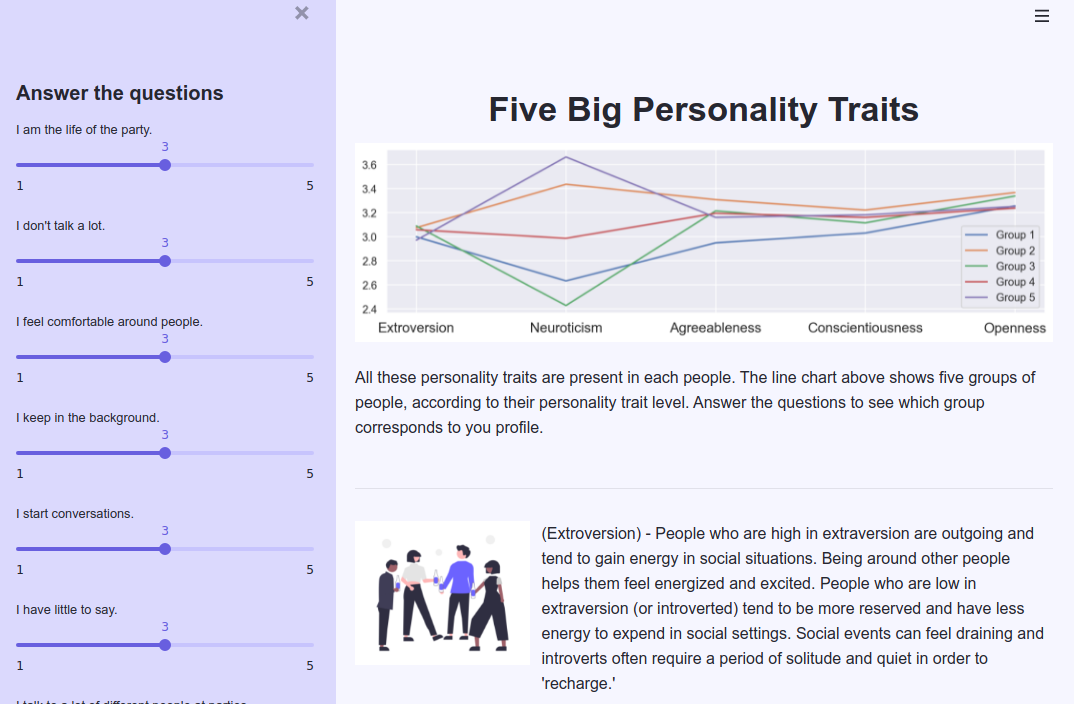 Answer the questions
I am the life of the party.
3
1 5
I don't talk a lot.
3
1 5
I feel comfortable around people.
3
1 5
I keep in the background.
3
1 5
I start conversations.
3
1 5
I have little to say.
3
1 5
I talk to a lot of different people at parties.
Five Big Personality Traits
3.6
3.4
3.2
3.0
2.8
2.6
2.4
Group 1
Group 2
Group 3
Group 4
Group 5
Extroversion Neuroticism Agreeableness Conscientiousness Openness
All these personality traits are present in each people. The line chart above shows five groups of
people, according to their personality trait level. Answer the questions to see which group
corresponds to you profile.
(Extroversion) - People who are high in extraversion are outgoing and
tend to gain energy in social situations. Being around other people
helps them feel energized and excited. People who are low in
extraversion (or introverted) tend to be more reserved and have less
energy to expend in social settings. Social events can feel draining and
introverts often require a period of solitude and quiet in order to
'recharge.'